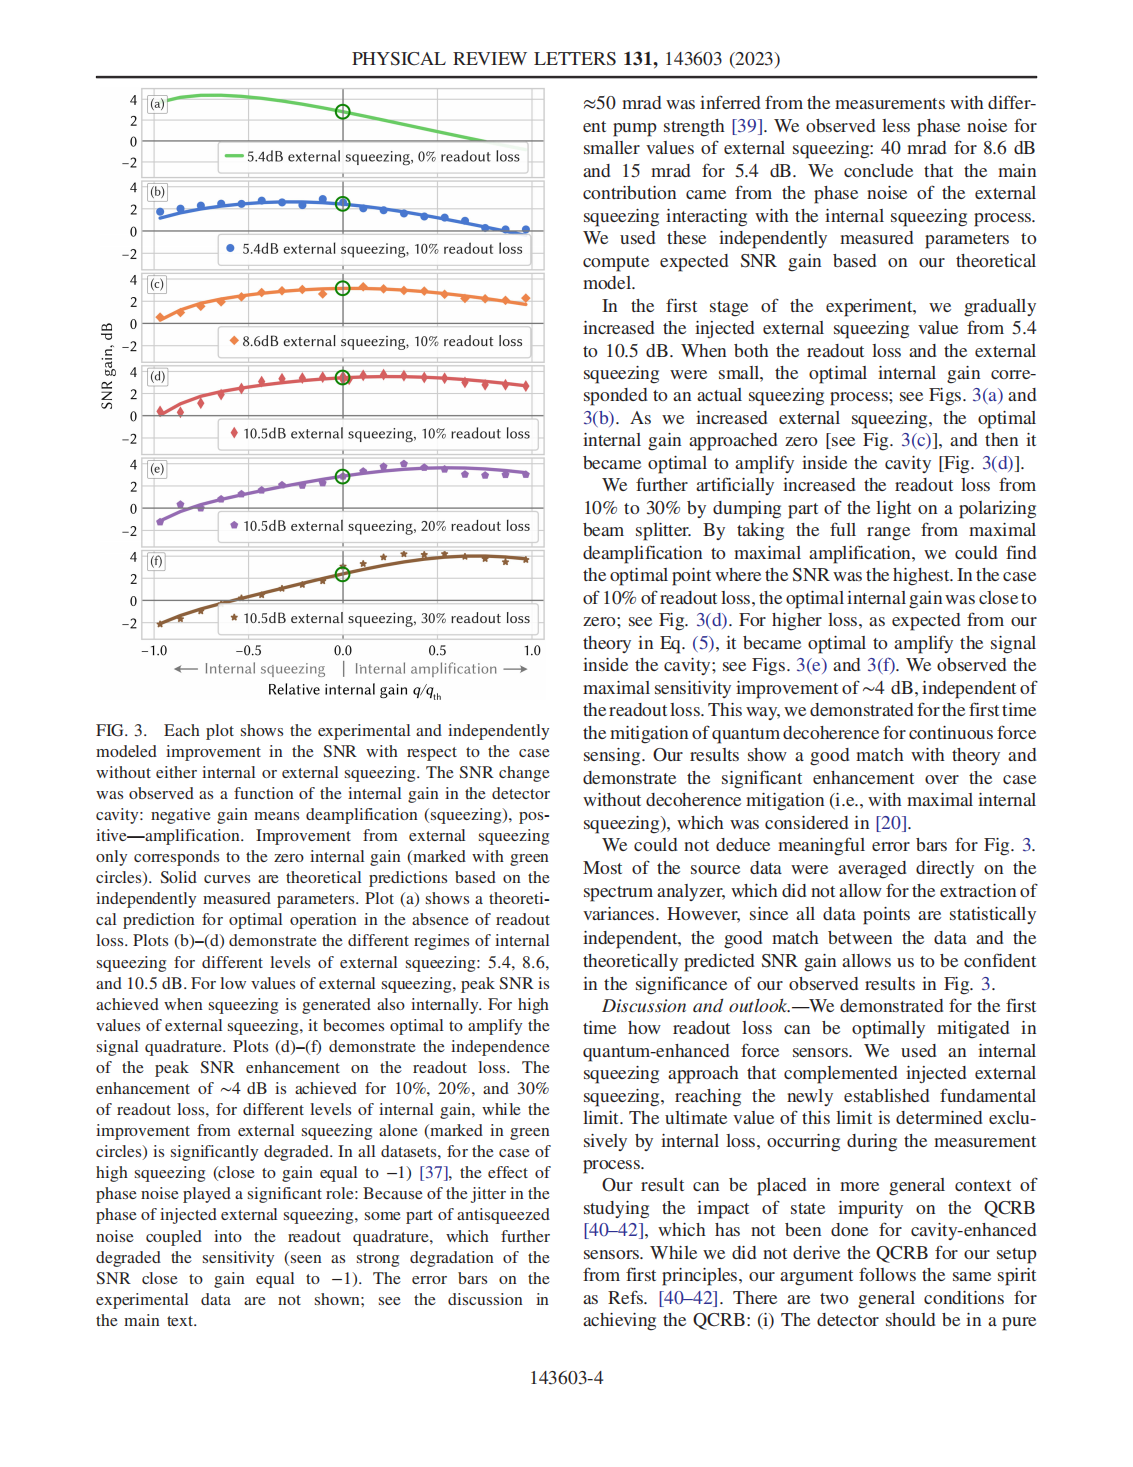 PHYSICAL REVIEW LETTERS 131, 143603 (2023)
4
2
0
−2
(a)
5.4dB external squeezing, 0% readout loss
4
2
0
−2
(b)
5.4dB external squeezing, 10% readout loss
4
2
0
−2
(c)
8.6dB external squeezing, 10% readout loss
4
2
0
−2
(d)
10.5dB external squeezing, 10% readout loss
4
2
0
−2
(e)
10.5dB external squeezing, 20% readout loss
4
2
0
−2
(f)
10.5dB external squeezing, 30% readout loss
SNR gain, dB
−1.0 −0.5 0.0 0.5 1.0
← Internal squeezing | Internal amplification →
Relative internal gain q/qth
FIG. 3. Each plot shows the experimental and independently
modeled improvement in the SNR with respect to the case
without either internal or external squeezing. The SNR change
was observed as a function of the internal gain in the detector
cavity: negative gain means deamplification (squeezing), pos-
itive—amplification. Improvement from external squeezing
only corresponds to the zero internal gain (marked with green
circles). Solid curves are theoretical predictions based on the
independently measured parameters. Plot (a) shows a theoreti-
cal prediction for optimal operation in the absence of readout
loss. Plots (b)–(d) demonstrate the different regimes of internal
squeezing for different levels of external squeezing: 5.4, 8.6,
and 10.5 dB. For low values of external squeezing, peak SNR is
achieved when squeezing is generated also internally. For high
values of external squeezing, it becomes optimal to amplify the
signal quadrature. Plots (d)–(f) demonstrate the independence
of the peak SNR enhancement on the readout loss. The
enhancement of ~4 dB is achieved for 10%, 20%, and 30%
of readout loss, for different levels of internal gain, while the
improvement from external squeezing alone (marked in green
circles) is significantly degraded. In all datasets, for the case of
high squeezing (close to gain equal to −1) [37], the effect of
phase noise played a significant role: Because of the jitter in the
phase of injected external squeezing, some part of antisqueezed
noise coupled into the readout quadrature, which further
degraded the sensitivity (seen as strong degradation of the
SNR close to gain equal to −1). The error bars on the
experimental data are not shown; see the discussion in
the main text.
≈50 mrad was inferred from the measurements with differ-
ent pump strength [39]. We observed less phase noise for
smaller values of external squeezing: 40 mrad for 8.6 dB
and 15 mrad for 5.4 dB. We conclude that the main
contribution came from the phase noise of the external
squeezing interacting with the internal squeezing process.
We used these independently measured parameters to
compute expected SNR gain based on our theoretical
model.
In the first stage of the experiment, we gradually
increased the injected external squeezing value from 5.4
to 10.5 dB. When both the readout loss and the external
squeezing were small, the optimal internal gain corre-
sponded to an actual squeezing process; see Figs. 3(a) and
3(b). As we increased external squeezing, the optimal
internal gain approached zero [see Fig. 3(c)], and then it
became optimal to amplify inside the cavity [Fig. 3(d)].
We further artificially increased the readout loss from
10% to 30% by dumping part of the light on a polarizing
beam splitter. By taking the full range from maximal
deamplification to maximal amplification, we could find
the optimal point where the SNR was the highest. In the case
of 10% of readout loss, the optimal internal gain was close to
zero; see Fig. 3(d). For higher loss, as expected from our
theory in Eq. (5), it became optimal to amplify the signal
inside the cavity; see Figs. 3(e) and 3(f). We observed the
maximal sensitivity improvement of ~4 dB, independent of
the readout loss. This way, we demonstrated for the first time
the mitigation of quantum decoherence for continuous force
sensing. Our results show a good match with theory and
demonstrate the significant enhancement over the case
without decoherence mitigation (i.e., with maximal internal
squeezing), which was considered in [20].
We could not deduce meaningful error bars for Fig. 3.
Most of the source data were averaged directly on the
spectrum analyzer, which did not allow for the extraction of
variances. However, since all data points are statistically
independent, the good match between the data and the
theoretically predicted SNR gain allows us to be confident
in the significance of our observed results in Fig. 3.
Discussion and outlook.—We demonstrated for the first
time how readout loss can be optimally mitigated in
quantum-enhanced force sensors. We used an internal
squeezing approach that complemented injected external
squeezing, reaching the newly established fundamental
limit. The ultimate value of this limit is determined exclu-
sively by internal loss, occurring during the measurement
process.
Our result can be placed in more general context of
studying the impact of state impurity on the QCRB
[40–42], which has not been done for cavity-enhanced
sensors. While we did not derive the QCRB for our setup
from first principles, our argument follows the same spirit
as Refs. [40–42]. There are two general conditions for
achieving the QCRB: (i) The detector should be in a pure
143603-4